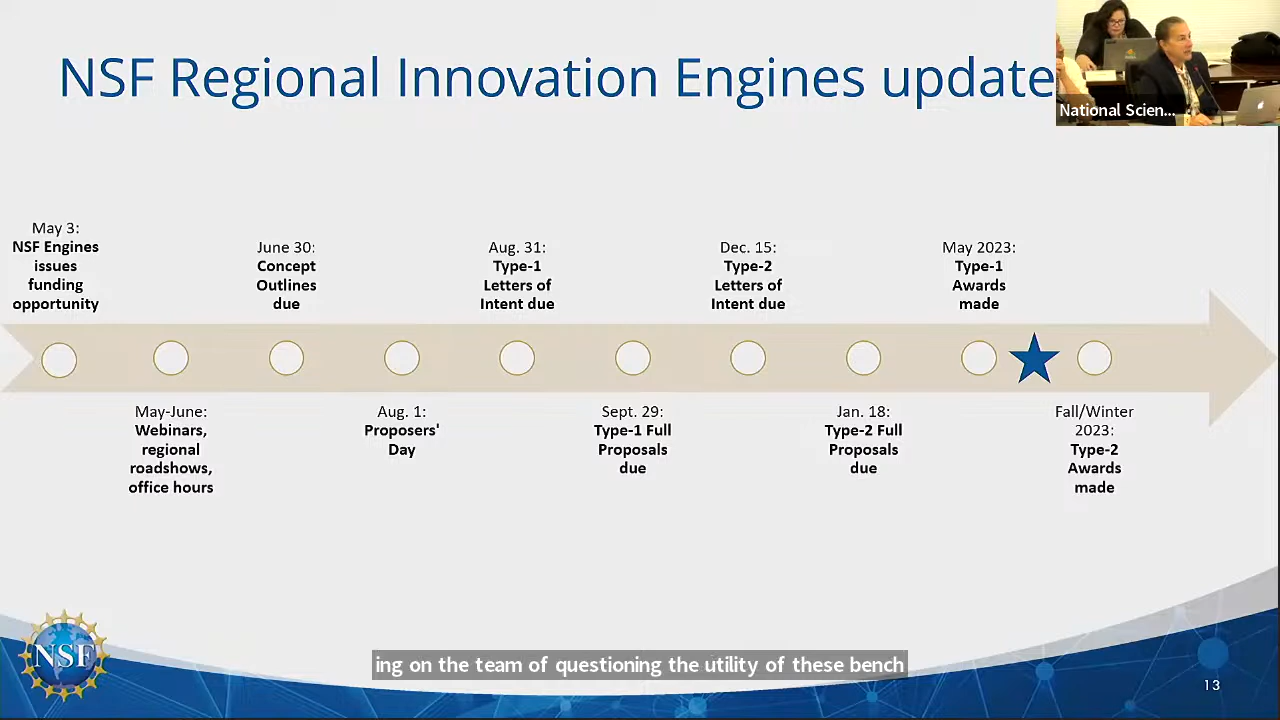 NSF Regional Innovation Engines update
National Scien...
May 3:
NSF Engines
issues
funding
opportunity
June 30:
Concept
Outlines
due
Aug. 31:
Type-1
Letters of
Intent due
Dec. 15:
Type-2
Letters of
Intent due
May 2023:
Type-1
Awards
made
May-June:
Webinars,
regional
roadshows,
office hours
Aug. 1:
Proposers'
Day
Sept. 29:
Type-1 Full
Proposals
due
Jan. 18:
Type-2 Full
Proposals
due
Fall/Winter
2023:
Type-2
Awards
made
NSF
ing on the team of questioning the utility of these bench
13